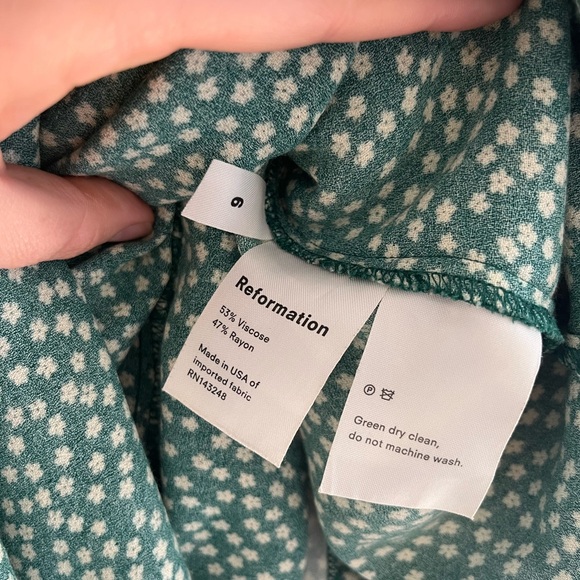 6
Reformation
53% Viscose
47% Rayon
Made in USA of
imported fabric
RN143248
P
Green dry clean,
do not machine wash.